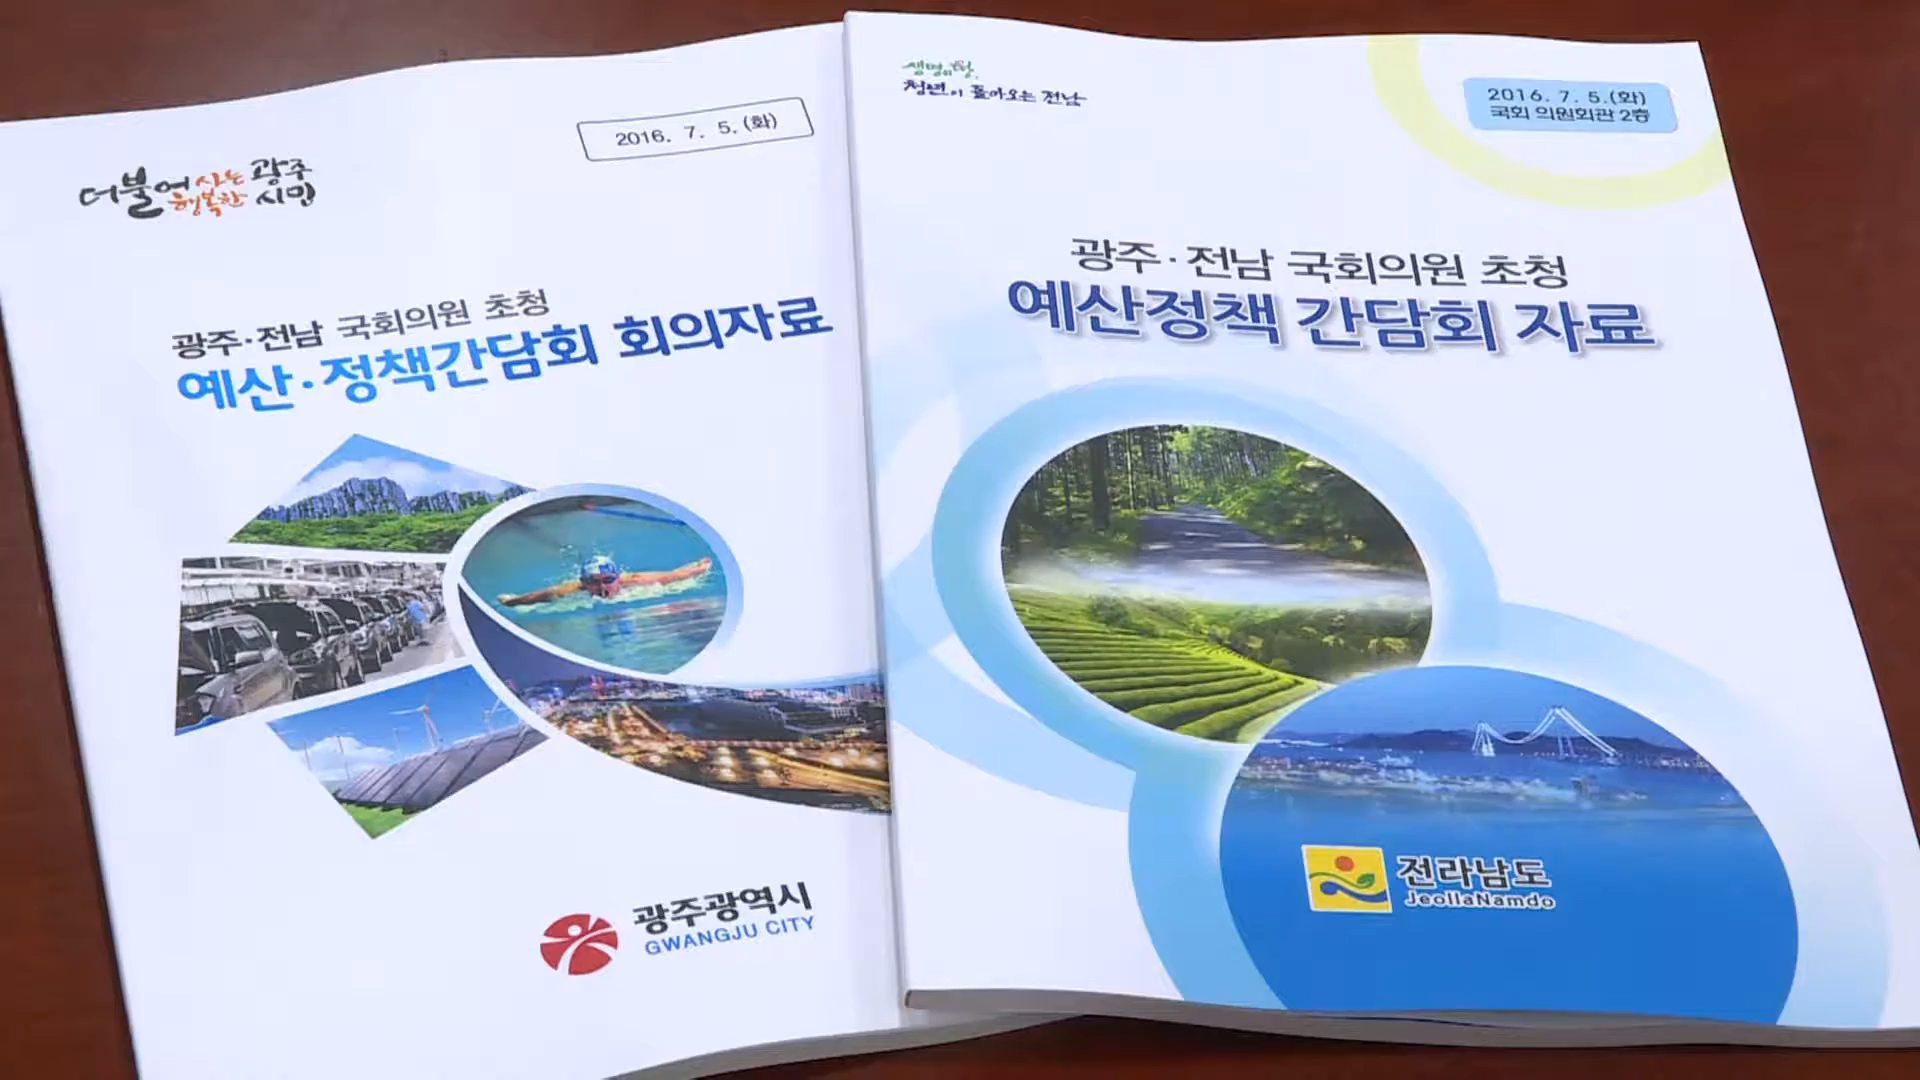 더불어 사는 광주
행복한 시민
2016. 7. 5.(화)
광주·전남 국회의원 초청
예산·정책간담회 회의자료
광주광역시
GWANGJU CITY
생명의 땅,
청년이 돌아오는 전남
2016. 7. 5.(화)
국회 의원회관 2층
광주·전남 국회의원 초청
예산정책 간담회 자료
전라남도
JeollaNamdo